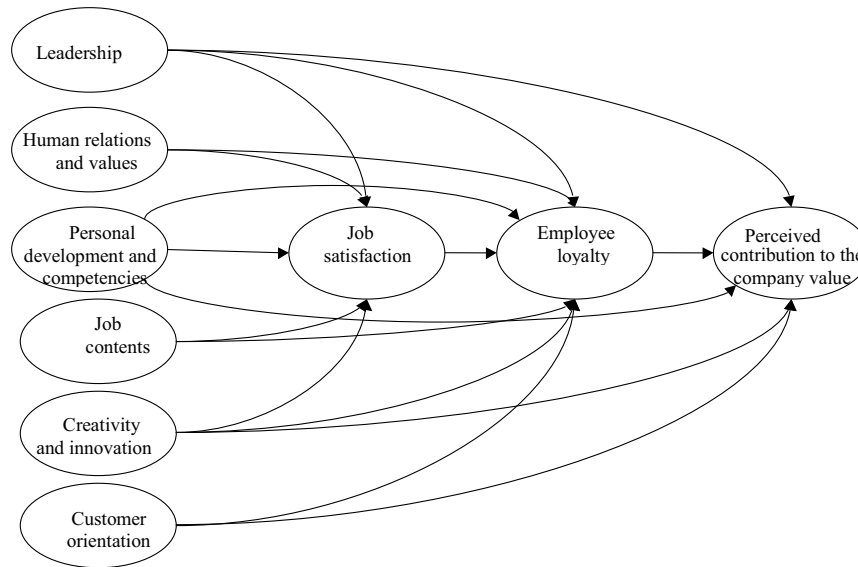 Leadership
Human relations
and values
Personal
development and
competencies
Job
satisfaction
Employee
loyalty
Perceived
contribution to the
company value
Job
contents
Creativity
and innovation
Customer
orientation